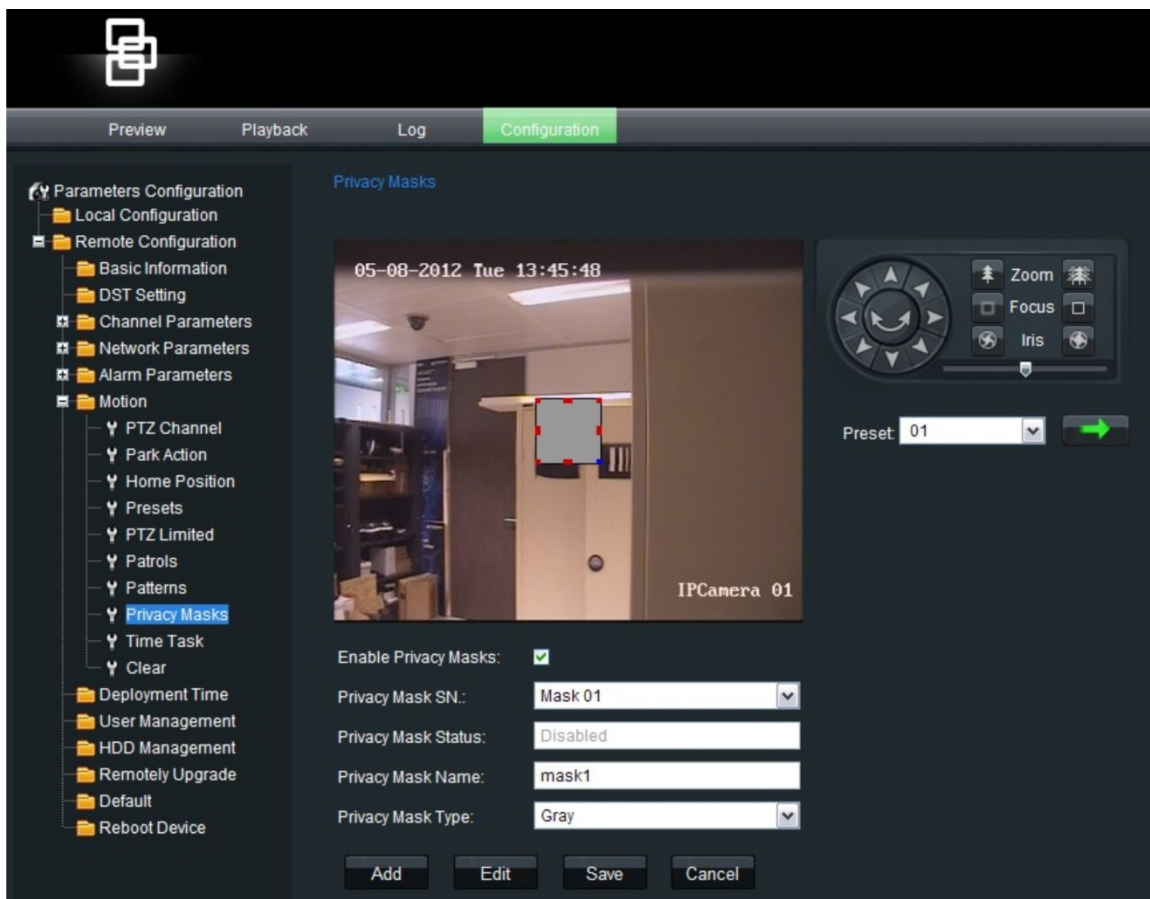 Preview Playback Log Configuration
Parameters Configuration
Local Configuration
Remote Configuration
Basic Information
DST Setting
Channel Parameters
Network Parameters
Alarm Parameters
Motion
PTZ Channel
Park Action
Home Position
Presets
PTZ Limited
Patrols
Patterns
Privacy Masks
Time Task
Clear
Deployment Time
User Management
HDD Management
Remotely Upgrade
Default
Reboot Device
Privacy Masks
05-08-2012 Tue 13:45:48
IPCamera 01
Zoom
Focus
Iris
Preset: 01
Enable Privacy Masks:
Privacy Mask SN.: Mask 01
Privacy Mask Status: Disabled
Privacy Mask Name: mask1
Privacy Mask Type: Gray
Add Edit Save Cancel